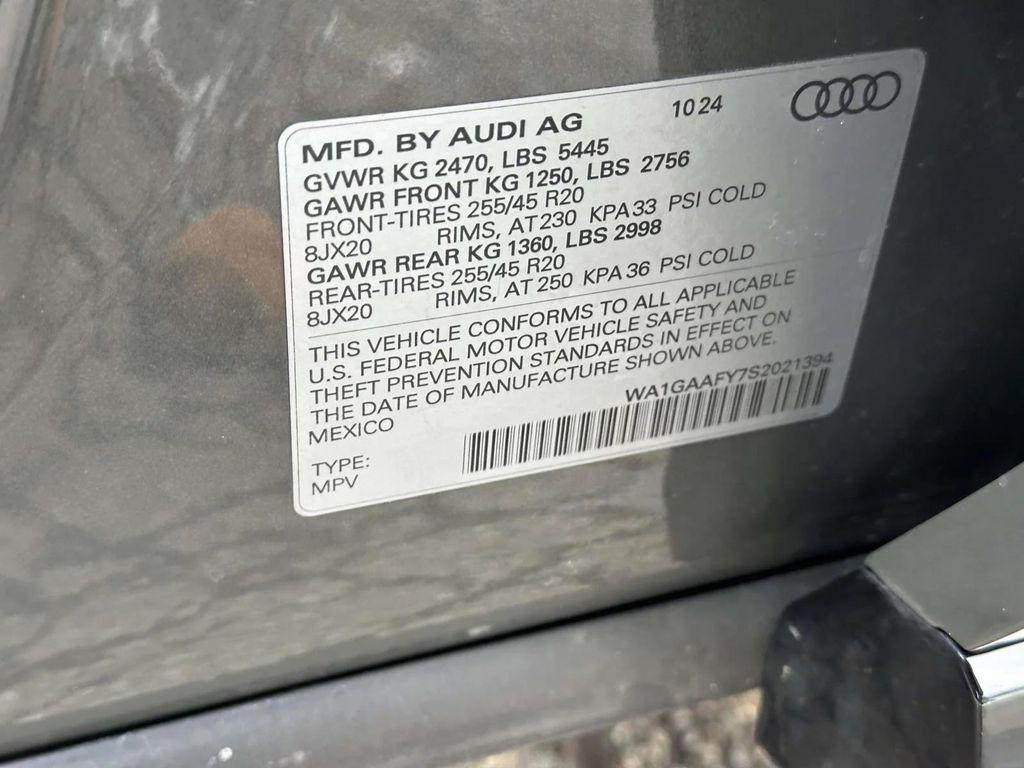 MFD. BY AUDI AG 10 24
GVWR KG 2470, LBS 5445
GAWR FRONT KG 1250, LBS 2756
FRONT-TIRES 255/45 R20
8JX20 RIMS, AT 230 KPA 33 PSI COLD
GAWR REAR KG 1360, LBS 2998
REAR-TIRES 255/45 R20
8JX20 RIMS, AT 250 KPA 36 PSI COLD
THIS VEHICLE CONFORMS TO ALL APPLICABLE
U.S. FEDERAL MOTOR VEHICLE SAFETY AND
THEFT PREVENTION STANDARDS IN EFFECT ON
THE DATE OF MANUFACTURE SHOWN ABOVE.
MEXICO WA1GAAFY7S2021394
TYPE:
MPV